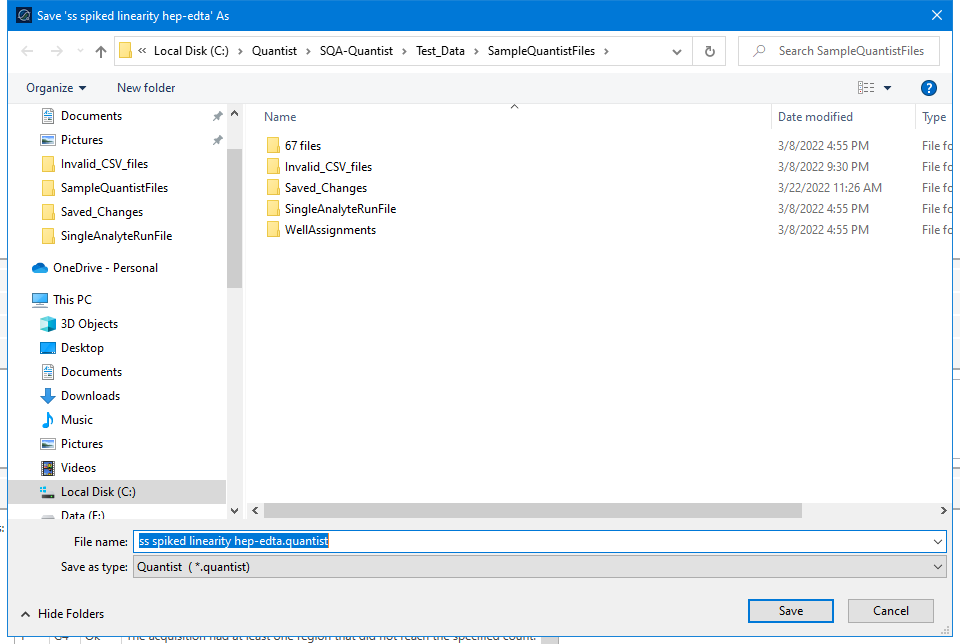 Save 'ss spiked linearity hep-edta' As
« Local Disk (C:) > Quantist > SQA-Quantist > Test_Data > SampleQuantistFiles >
Search SampleQuantistFiles
Organize
New folder
?
Documents
Pictures
Invalid_CSV_files
SampleQuantistFiles
Saved_Changes
SingleAnalyteRunFile
OneDrive - Personal
This PC
3D Objects
Desktop
Documents
Downloads
Music
Pictures
Videos
Local Disk (C:)
Name Date modified Type
67 files 3/8/2022 4:55 PM File fo
Invalid_CSV_files 3/8/2022 9:30 PM File fo
Saved_Changes 3/22/2022 11:26 AM File fo
SingleAnalyteRunFile 3/8/2022 4:55 PM File fo
WellAssignments 3/8/2022 4:55 PM File fo
File name: ss spiked linearity hep-edta.quantist
Save as type: Quantist ( *.quantist)
Hide Folders
Save
Cancel
The acquisition had at least one region that did not reach the specified count.